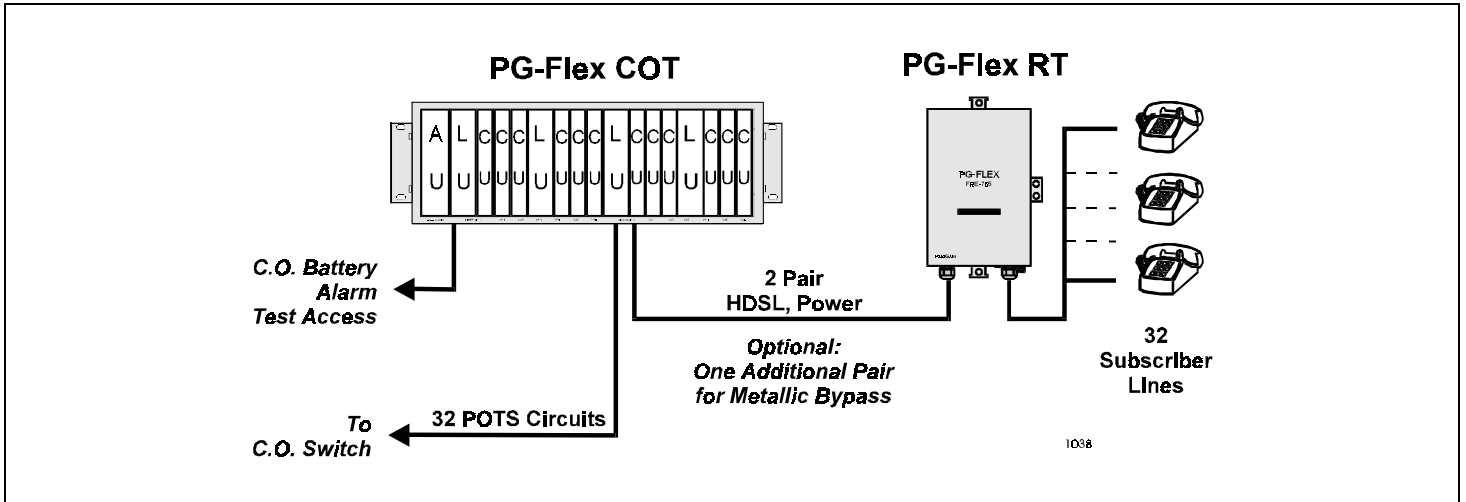 PG-Flex COT
PG-Flex RT
A L C C C L C C C L C C C L C C C
U U U U U U U U U U U U U U U U U
PG-FLEX
C.O. Battery
Alarm
Test Access
2 Pair
HDSL, Power
Optional:
One Additional Pair
for Metallic Bypass
32
Subscriber
Lines
To
C.O. Switch
32 POTS Circuits
1038